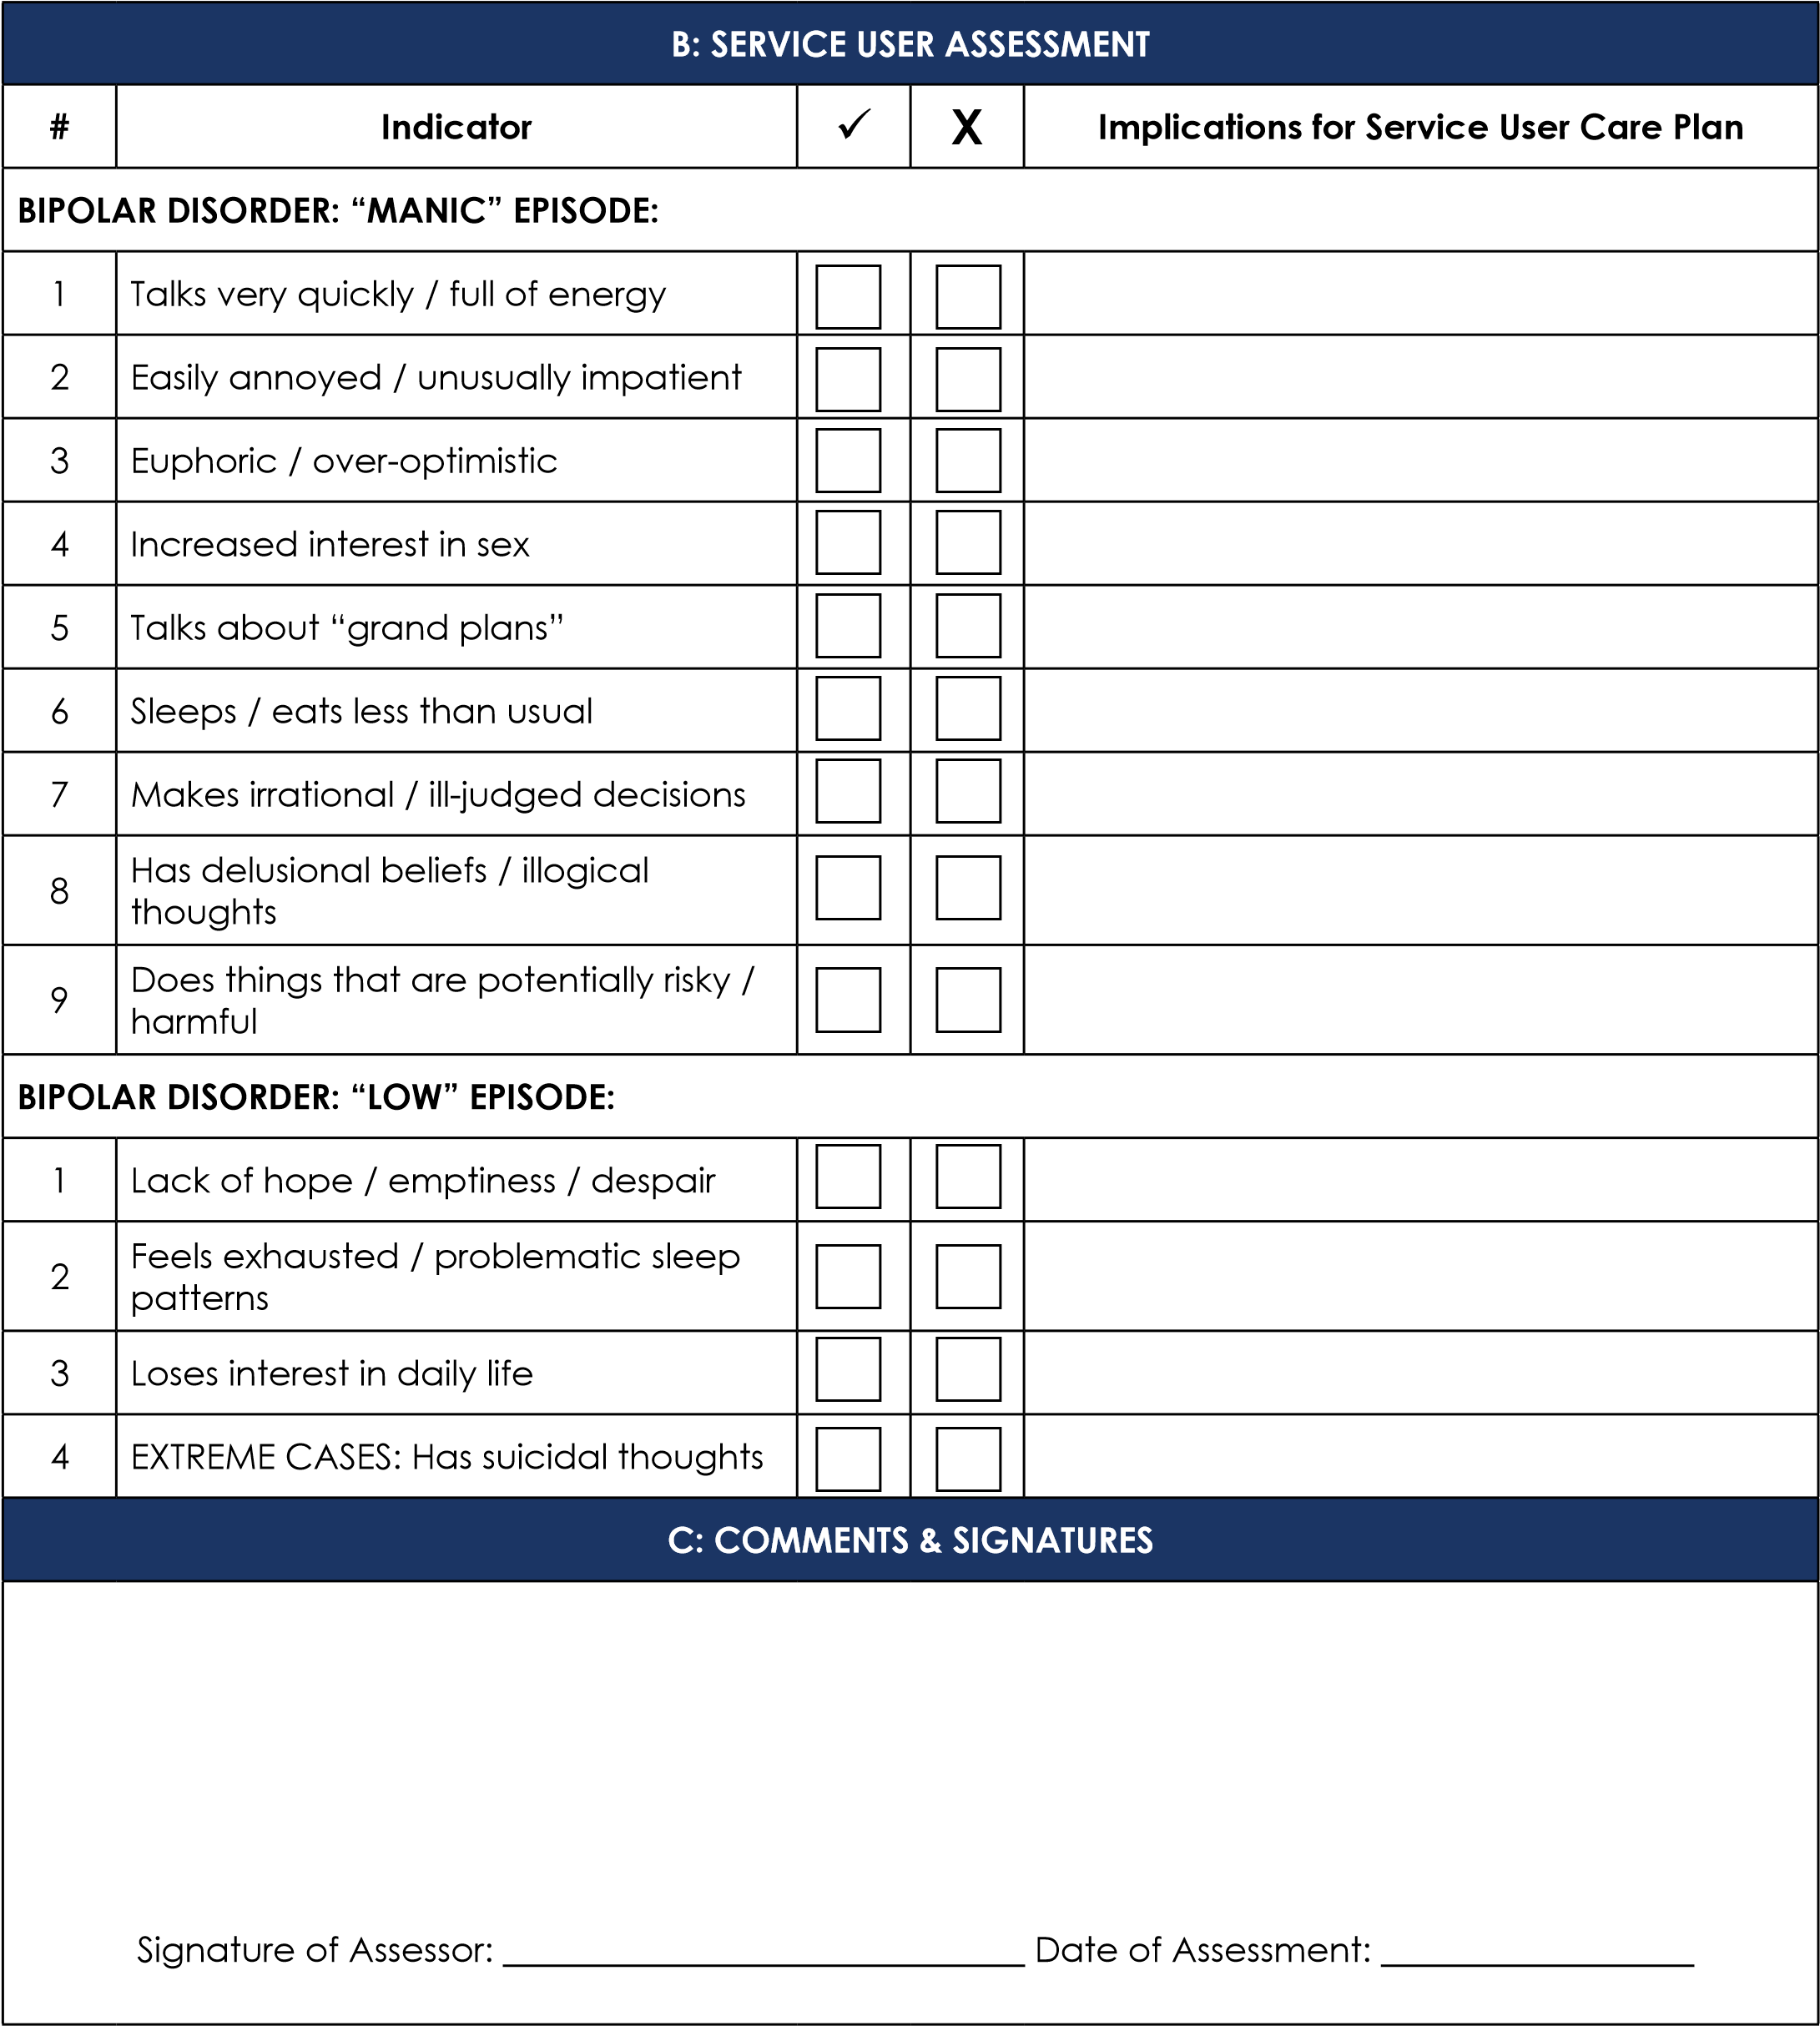 B: SERVICE USER ASSESSMENT
# Indicator ✓ X Implications for Service User Care Plan
BIPOLAR DISORDER: “MANIC” EPISODE:
1 Talks very quickly / full of energy
2 Easily annoyed / unusually impatient
3 Euphoric / over-optimistic
4 Increased interest in sex
5 Talks about “grand plans”
6 Sleeps / eats less than usual
7 Makes irrational / ill-judged decisions
8 Has delusional beliefs / illogical
thoughts
9 Does things that are potentially risky /
harmful
BIPOLAR DISORDER: “LOW” EPISODE:
1 Lack of hope / emptiness / despair
2 Feels exhausted / problematic sleep
patterns
3 Loses interest in daily life
4 EXTREME CASES: Has suicidal thoughts
C: COMMENTS & SIGNATURES
Signature of Assessor: Date of Assessment: